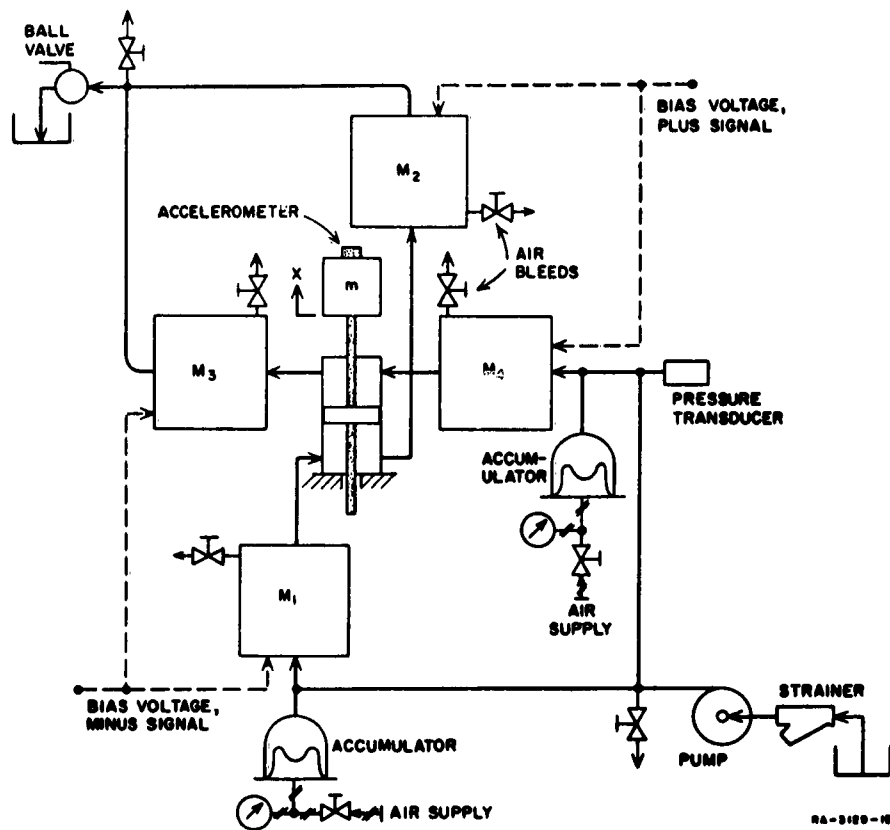 BALL
VALVE
BIAS VOLTAGE,
PLUS SIGNAL
M2
ACCELEROMETER
AIR
BLEEDS
X
m
M3
M4
PRESSURE
TRANSDUCER
ACCUM-
ULATOR
M1
AIR
SUPPLY
BIAS VOLTAGE,
MINUS SIGNAL
STRAINER
ACCUMULATOR
PUMP
AIR SUPPLY